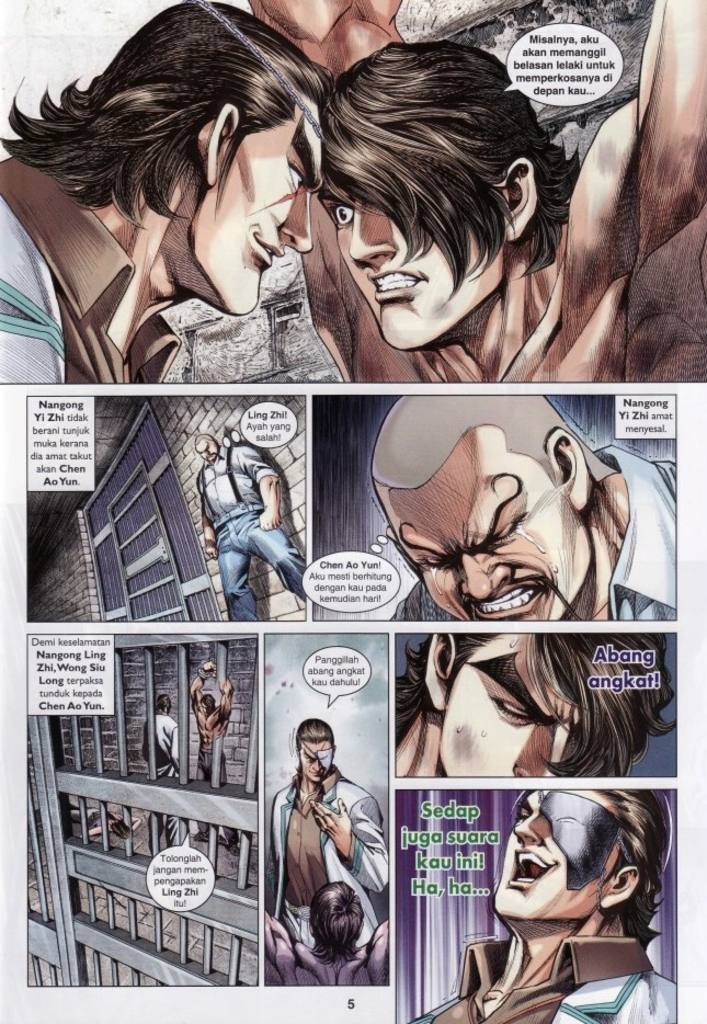 Misalnya, aku
akan memanggil
belasan lelaki untuk
memperkosanya di
depan kau...
Nangong
Yi Zhi tidak
berani tunjuk
muka kerana
dia amat takut
akan Chen
Ao Yun.
Ling Zhi!
Ayah yang
salah!
Nangong
Yi Zhi amat
menyesal.
Chen Ao Yun!
Aku mesti berhitung
dengan kau pada
kemudian hari!
Demi keselamatan
Nangong Ling
Zhi, Wong Siu
Long terpaksa
tunduk kepada
Chen Ao Yun.
Tolonglah
jangan mem-
pengapakan
Ling Zhi
itu!
Panggillah
abang angkat
kau dahulu!
Abang
angkat!
Sedap
juga suara
kau ini!
Ha, ha...
5